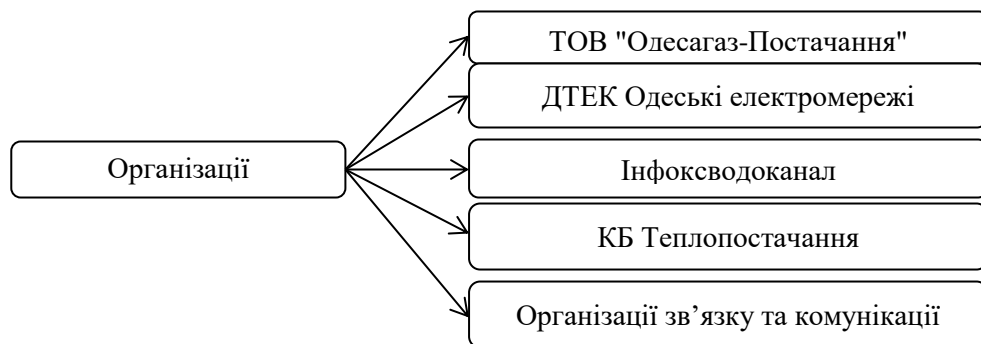 ТОВ "Одесагаз-Постачання"
ДТЕК Одеські електромережі
Організації
Інфоксводоканал
КБ Теплопостачання
Організації зв’язку та комунікації